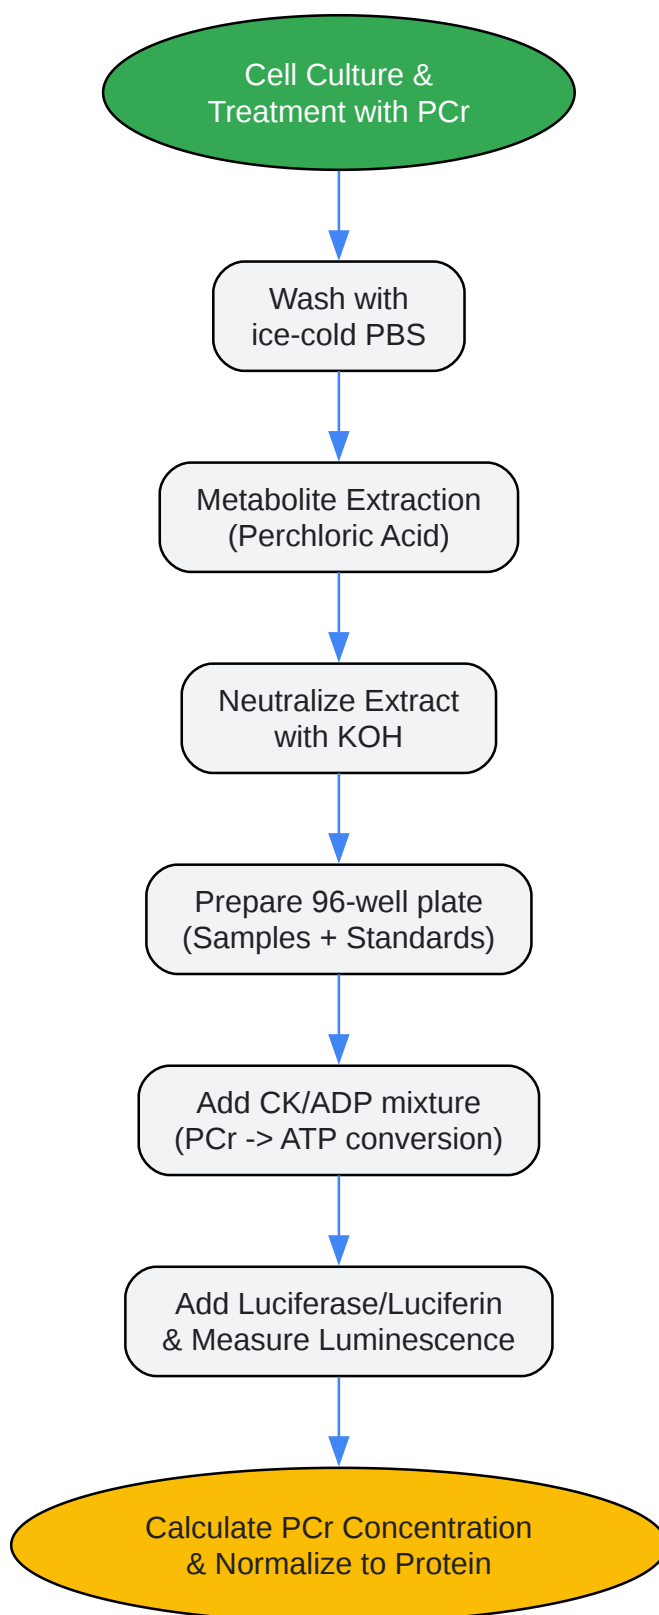 Cell Culture &
Treatment with PCr
Wash with
ice-cold PBS
Metabolite Extraction
(Perchloric Acid)
Neutralize Extract
with KOH
Prepare 96-well plate
(Samples + Standards)
Add CK/ADP mixture
(PCr -> ATP conversion)
Add Luciferase/Luciferin
& Measure Luminescence
Calculate PCr Concentration
& Normalize to Protein